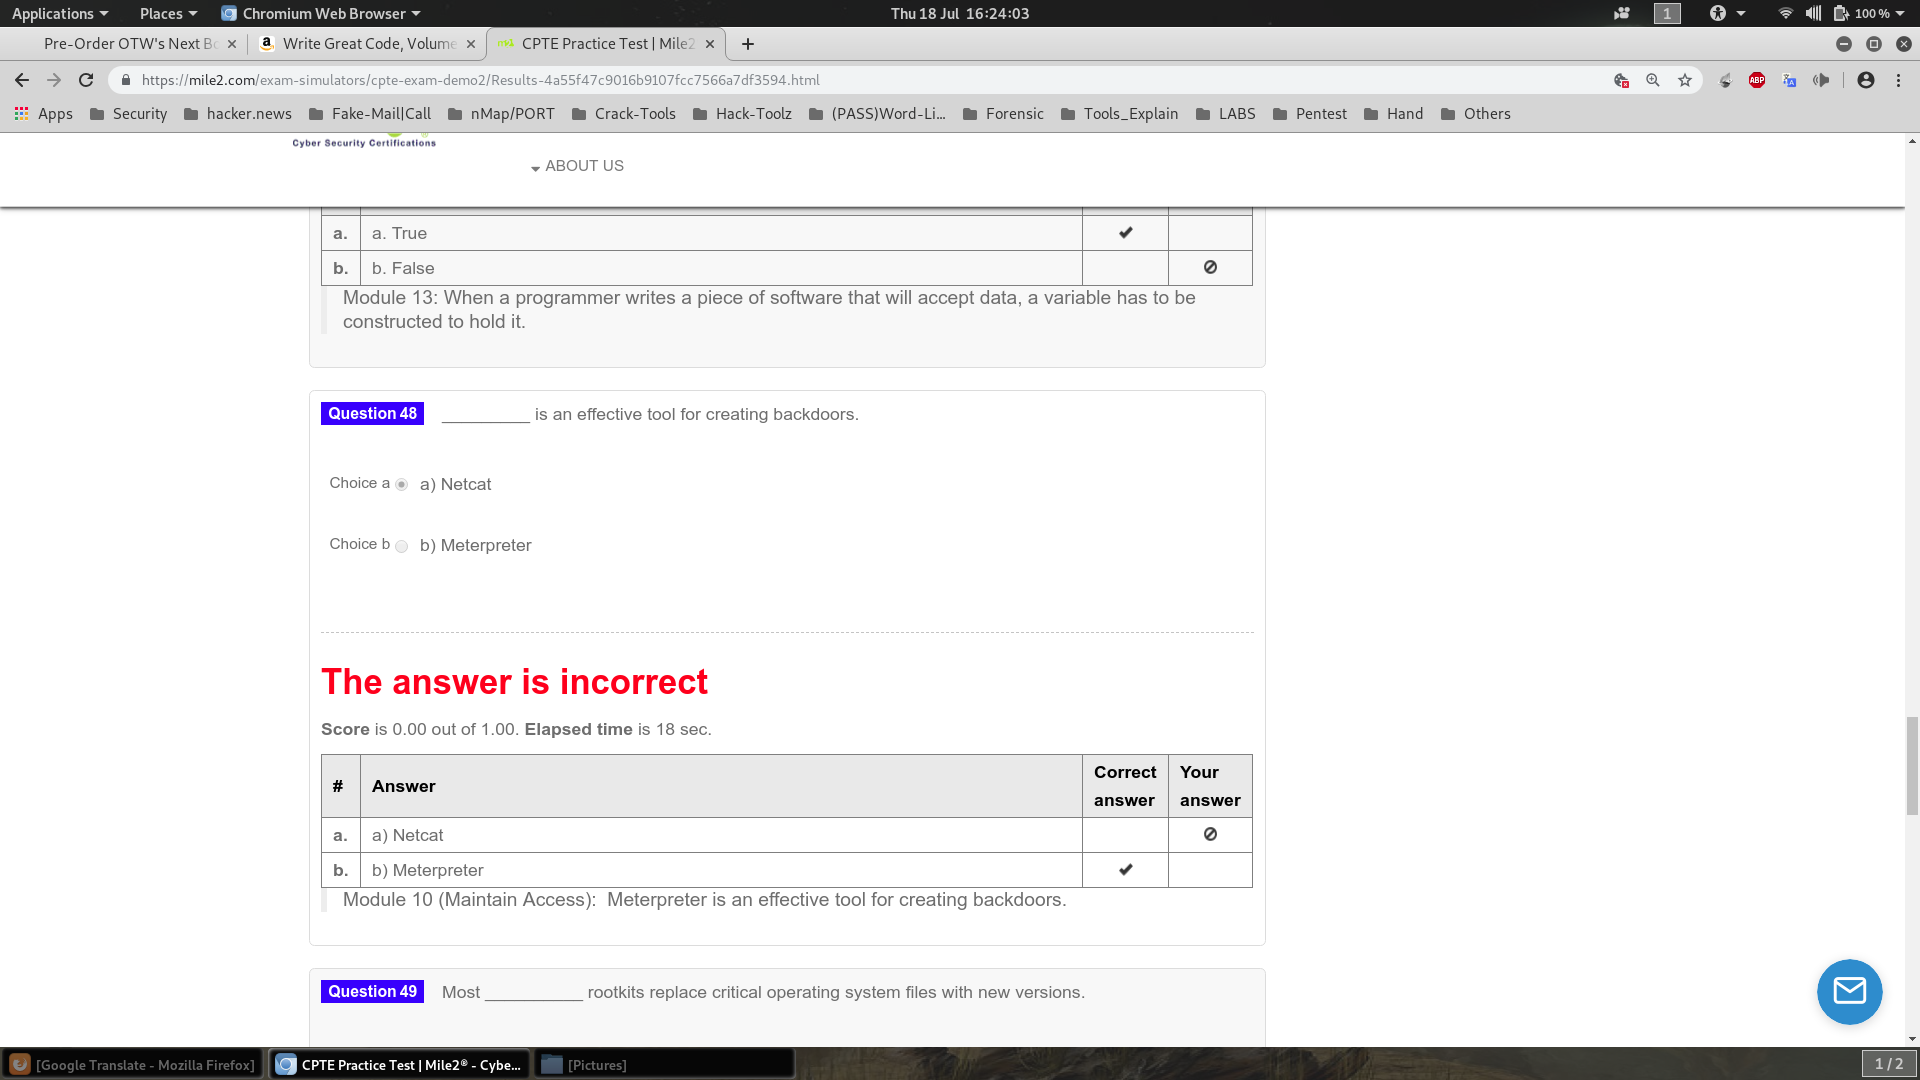 Applications Places Chromium Web Browser Thu 18 Jul 16:24:03 1 100 %
Pre-Order OTW's Next Bo Write Great Code, Volume CPTE Practice Test | Mile2
https://mile2.com/exam-simulators/cpte-exam-demo2/Results-4a55f47c9016b9107fcc7566a7df3594.html ABP
Apps Security hacker.news Fake-Mail|Call nMap/PORT Crack-Tools Hack-Toolz (PASS)Word-Li... Forensic Tools_Explain LABS Pentest Hand Others
Cyber Security Certifications
ABOUT US
a. a. True
b. b. False
Module 13: When a programmer writes a piece of software that will accept data, a variable has to be
constructed to hold it.
Question 48 _________ is an effective tool for creating backdoors.
Choice a a) Netcat
Choice b b) Meterpreter
The answer is incorrect
Score is 0.00 out of 1.00. Elapsed time is 18 sec.
# Answer Correct answer Your answer
a. a) Netcat
b. b) Meterpreter
Module 10 (Maintain Access): Meterpreter is an effective tool for creating backdoors.
Question 49 Most __________ rootkits replace critical operating system files with new versions.
[Google Translate - Mozilla Firefox] CPTE Practice Test | Mile2® - Cybe... [Pictures] 1 / 2